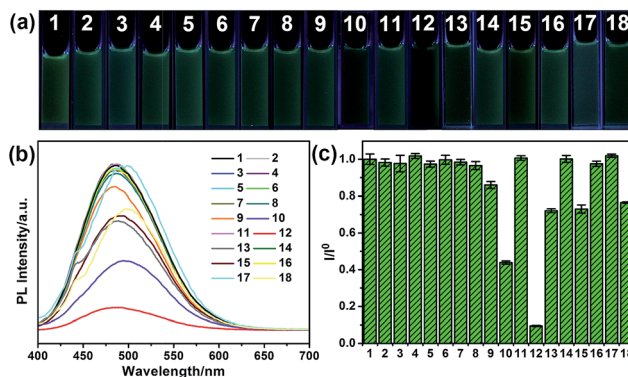 (a)
1 2 3 4 5 6 7 8 9 10 11 12 13 14 15 16 17 18
(b)
PL Intensity/a.u.
1 2
3 4
5 6
7 8
9 10
11 12
13 14
15 16
17 18
400 450 500 550 600 650 700
Wavelength/nm
(c)
I/I⁰
1.0
0.8
0.6
0.4
0.2
0.0
1 2 3 4 5 6 7 8 9 10 11 12 13 14 15 16 17 18